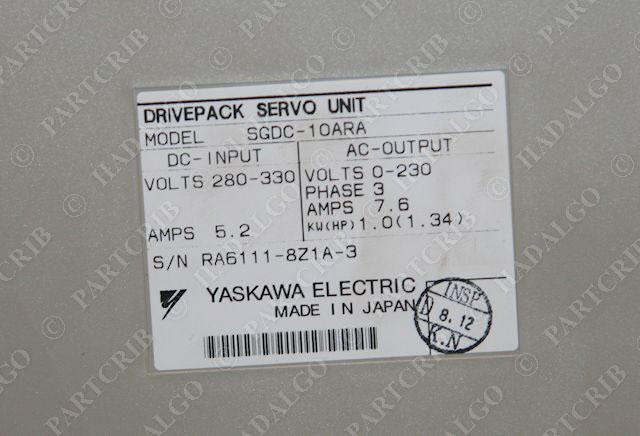 DRIVEPACK SERVO UNIT
MODEL SGDC-10ARA
DC-INPUT AC-OUTPUT
VOLTS 280-330 VOLTS 0-230
PHASE 3
AMPS 5.2 AMPS 7.6
KW(HP) 1.0(1.34)
S/N RA6111-8Z1A-3
YASKAWA ELECTRIC
MADE IN JAPAN
INSP
N 8.12
K.N
© PARTCRIB
© HADALGO